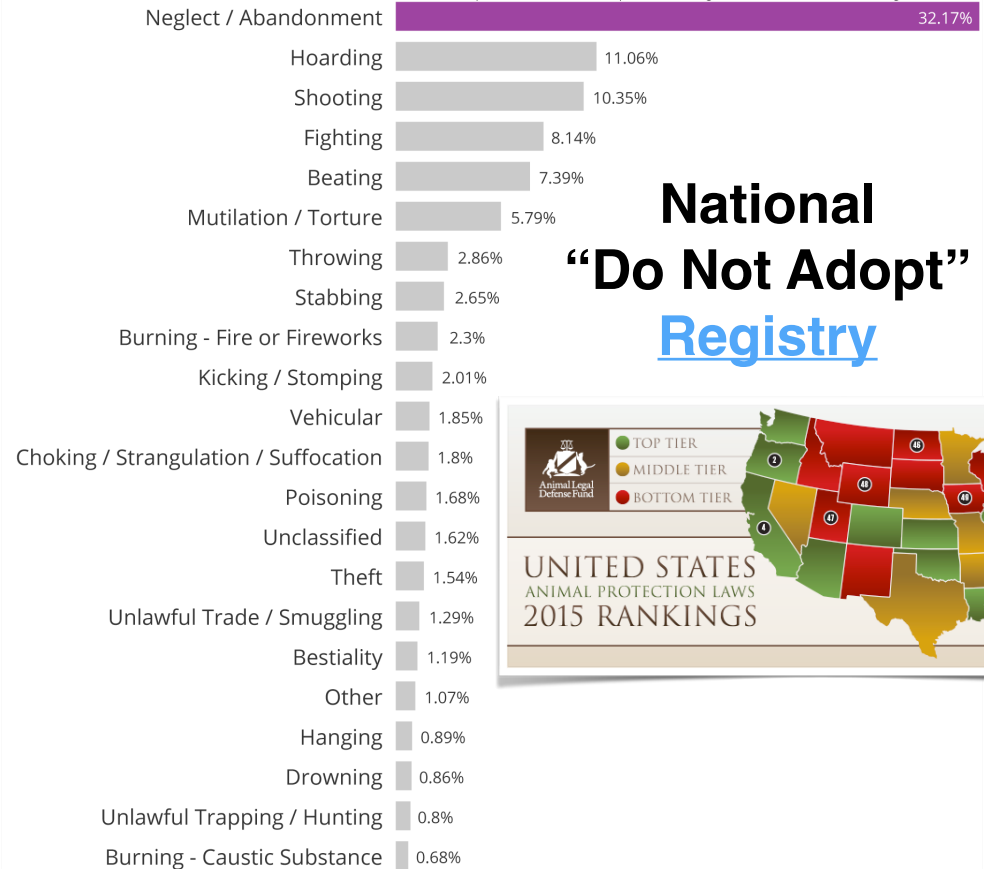 Neglect / Abandonment 32.17%
Hoarding 11.06%
Shooting 10.35%
Fighting 8.14%
Beating 7.39%
Mutilation / Torture 5.79%
Throwing 2.86%
Stabbing 2.65%
Burning - Fire or Fireworks 2.3%
Kicking / Stomping 2.01%
Vehicular 1.85%
Choking / Strangulation / Suffocation 1.8%
Poisoning 1.68%
Unclassified 1.62%
Theft 1.54%
Unlawful Trade / Smuggling 1.29%
Bestiality 1.19%
Other 1.07%
Hanging 0.89%
Drowning 0.86%
Unlawful Trapping / Hunting 0.8%
Burning - Caustic Substance 0.68%
National
“Do Not Adopt”
Registry
Animal Legal
Defense Fund
TOP TIER
MIDDLE TIER
BOTTOM TIER
UNITED STATES
ANIMAL PROTECTION LAWS
2015 RANKINGS
2
4
46
48
47
49